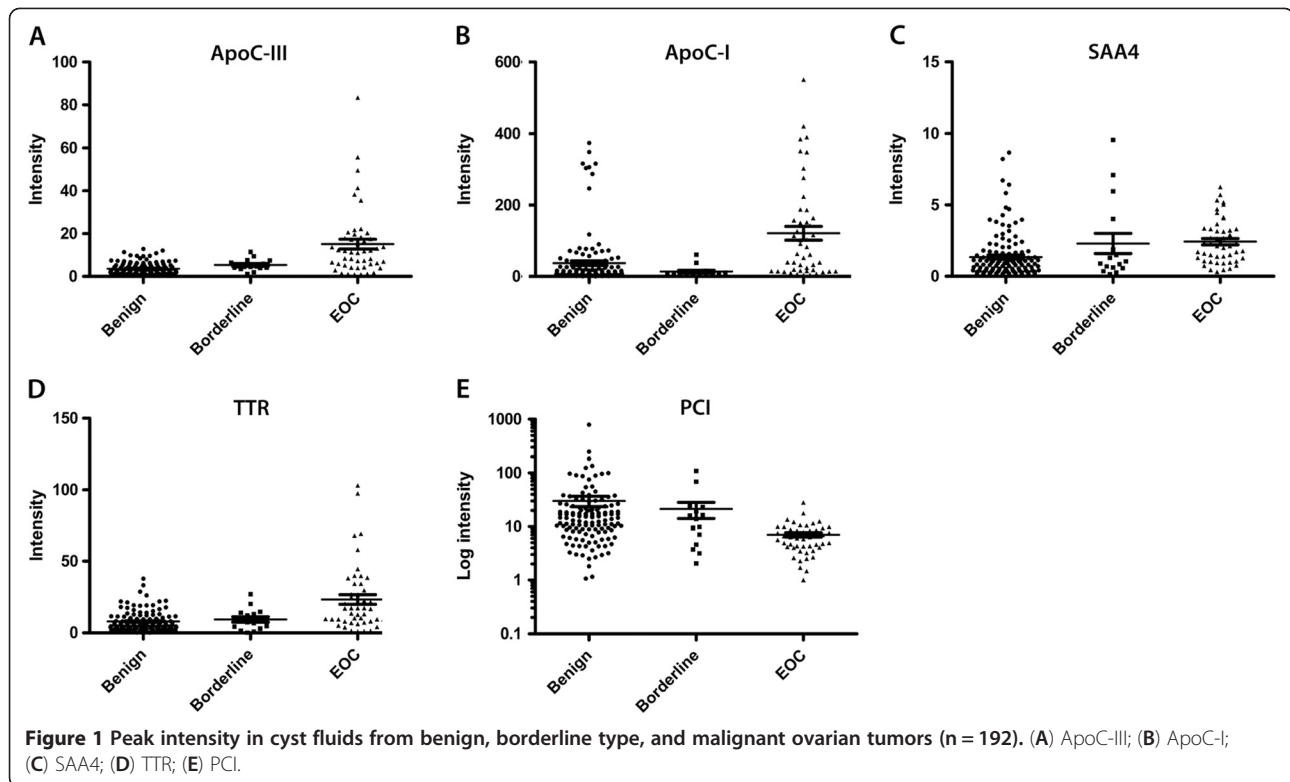 A
ApoC-III
Intensity
100
80
60
40
20
0
Benign
Borderline
EOC
B
ApoC-I
Intensity
600
400
200
0
Benign
Borderline
EOC
C
SAA4
Intensity
15
10
5
0
Benign
Borderline
EOC
D
TTR
Intensity
150
100
50
0
Benign
Borderline
EOC
E
PCI
Log intensity
1000
100
10
1
0.1
Benign
Borderline
EOC
Figure 1 Peak intensity in cyst fluids from benign, borderline type, and malignant ovarian tumors (n = 192). (A) ApoC-III; (B) ApoC-I;
(C) SAA4; (D) TTR; (E) PCI.